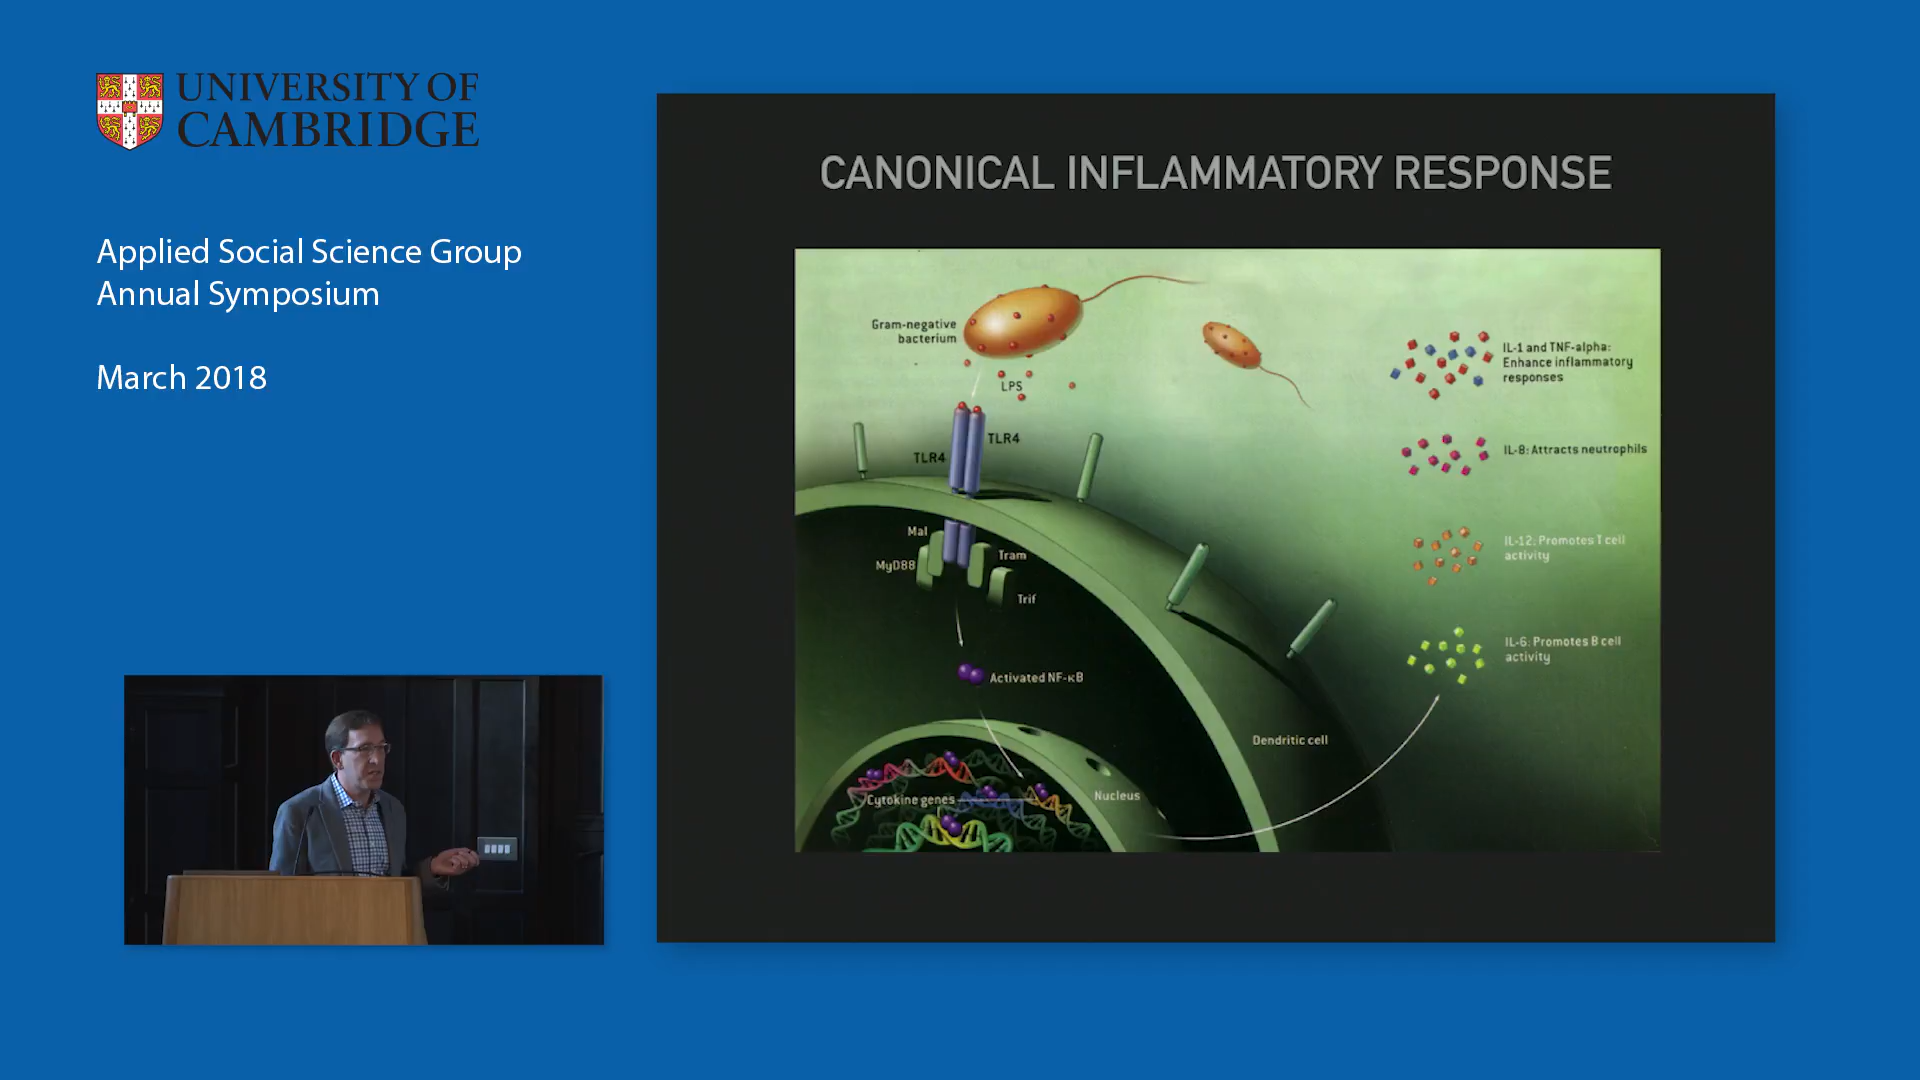 UNIVERSITY OF
CAMBRIDGE
Applied Social Science Group
Annual Symposium
March 2018
CANONICAL INFLAMMATORY RESPONSE
Gram-negative
bacterium
LPS
TLR4
TLR4
Mal
MyD88
Tram
Trif
Activated NF-κB
Cytokine genes
Nucleus
Dendritic cell
IL-1 and TNF-alpha:
Enhance inflammatory
responses
IL-8: Attracts neutrophils
IL-12: Promotes T cell
activity
IL-6: Promotes B cell
activity